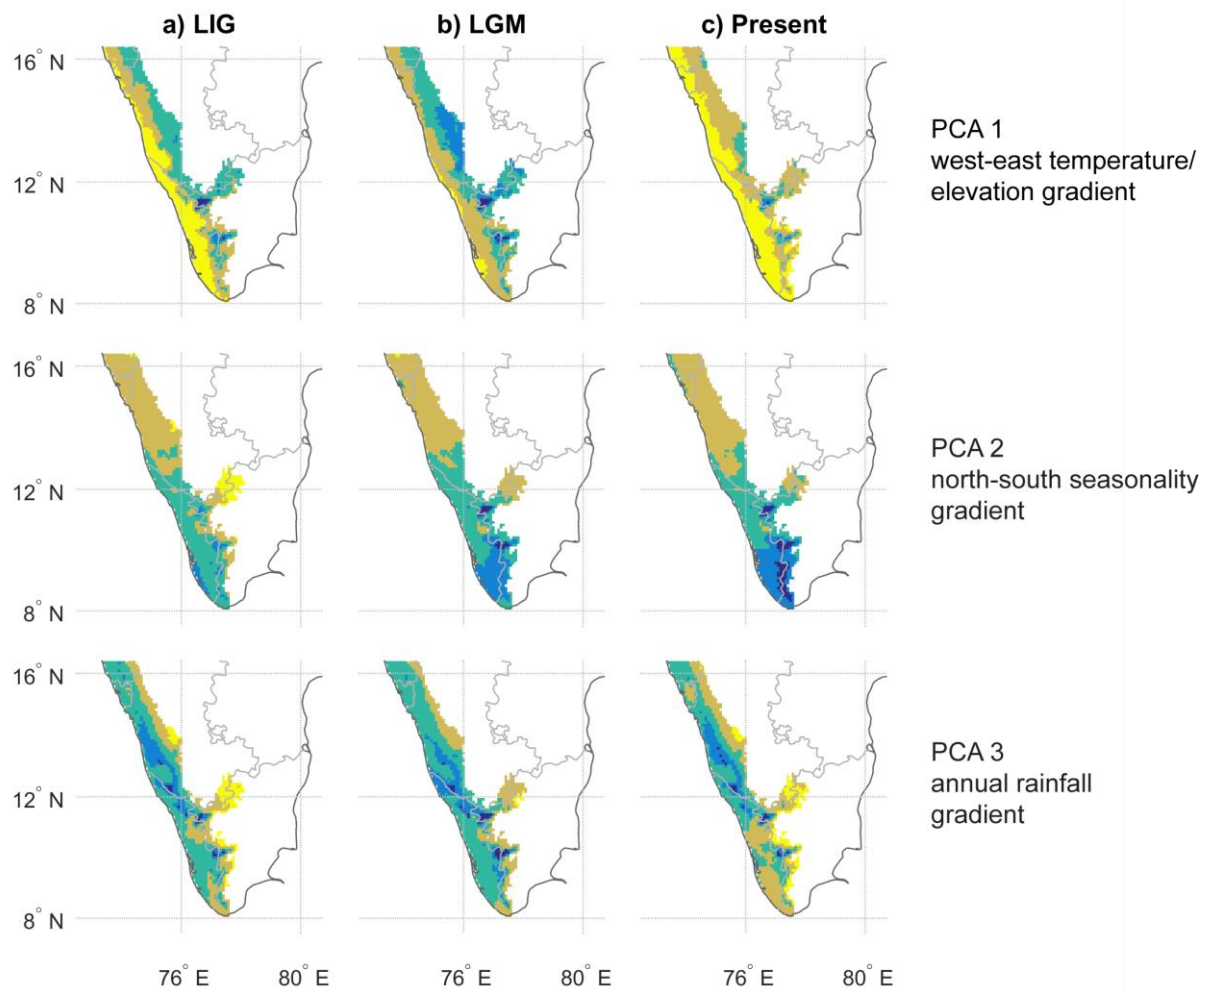 a) LIG b) LGM c) Present
16° N
12° N
8° N
PCA 1
west-east temperature/
elevation gradient
16° N
12° N
8° N
PCA 2
north-south seasonality
gradient
16° N
12° N
8° N
PCA 3
annual rainfall
gradient
76° E 80° E 76° E 80° E 76° E 80° E